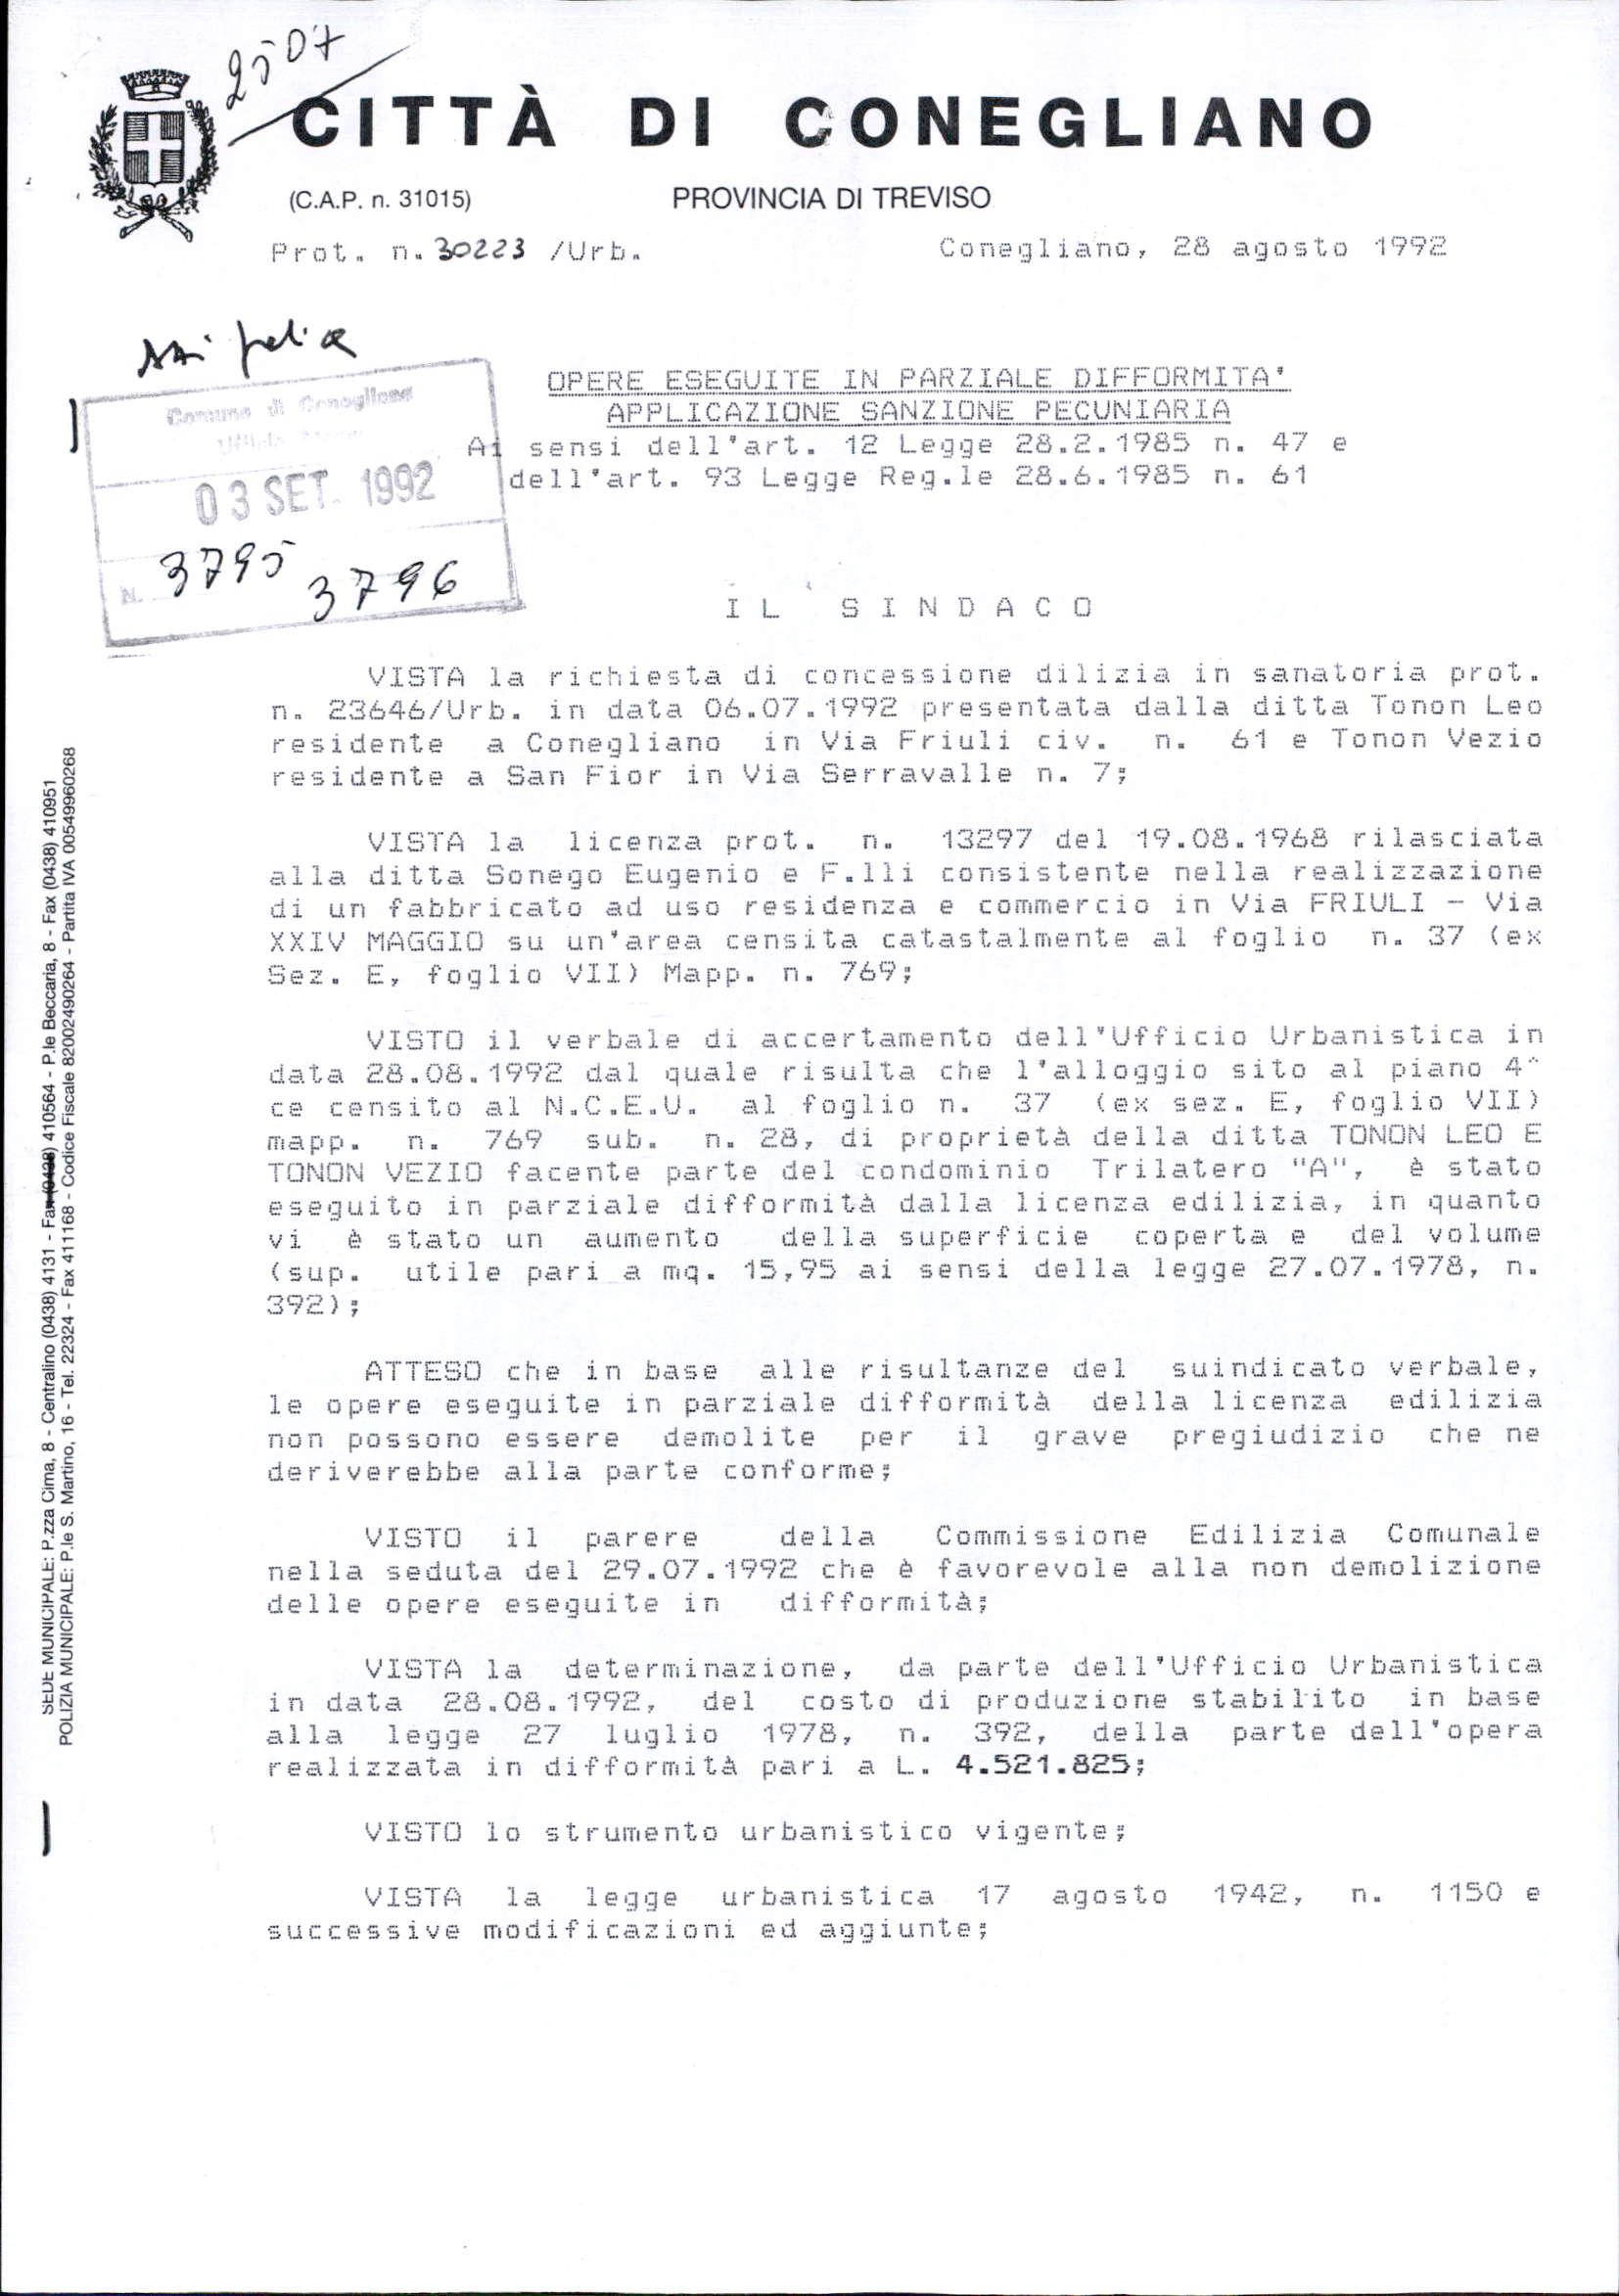 2507
CITTÀ DI CONEGLIANO
(C.A.P. n. 31015) PROVINCIA DI TREVISO
Prot. n. 30223 /Urb. Conegliano, 28 agosto 1992
OPERE ESEGUITE IN PARZIALE DIFFORMITA'
APPLICAZIONE SANZIONE PECUNIARIA
Ai sensi dell'art. 12 Legge 28.2.1985 n. 47 e
dell'art. 93 Legge Reg.le 28.6.1985 n. 61
Comune di Conegliano
Ufficio
03 SET. 1992
N. 3795
3796
IL SINDACO
VISTA la richiesta di concessione dilizia in sanatoria prot.
n. 23646/Urb. in data 06.07.1992 presentata dalla ditta Tonon Leo
residente a Conegliano in Via Friuli civ. n. 61 e Tonon Vezio
residente a San Fior in Via Serravalle n. 7;
VISTA la licenza prot. n. 13297 del 19.08.1968 rilasciata
alla ditta Sonego Eugenio e F.lli consistente nella realizzazione
di un fabbricato ad uso residenza e commercio in Via FRIULI - Via
XXIV MAGGIO su un'area censita catastalmente al foglio n. 37 (ex
Sez. E, foglio VII) Mapp. n. 769;
VISTO il verbale di accertamento dell'Ufficio Urbanistica in
data 28.08.1992 dal quale risulta che l'alloggio sito al piano 4^
ce censito al N.C.E.U. al foglio n. 37 (ex sez. E, foglio VII)
mapp. n. 769 sub. n. 28, di proprietà della ditta TONON LEO E
TONON VEZIO facente parte del condominio Trilatero "A", è stato
eseguito in parziale difformità dalla licenza edilizia, in quanto
vi è stato un aumento della superficie coperta e del volume
(sup. utile pari a mq. 15,95 ai sensi della legge 27.07.1978, n.
392);
ATTESO che in base alle risultanze del suindicato verbale,
le opere eseguite in parziale difformità della licenza edilizia
non possono essere demolite per il grave pregiudizio che ne
deriverebbe alla parte conforme;
VISTO il parere della Commissione Edilizia Comunale
nella seduta del 29.07.1992 che è favorevole alla non demolizione
delle opere eseguite in difformità;
VISTA la determinazione, da parte dell'Ufficio Urbanistica
in data 28.08.1992, del costo di produzione stabilito in base
alla legge 27 luglio 1978, n. 392, della parte dell'opera
realizzata in difformità pari a L. 4.521.825;
VISTO lo strumento urbanistico vigente;
VISTA la legge urbanistica 17 agosto 1942, n. 1150 e
successive modificazioni ed aggiunte;
SEDE MUNICIPALE: P.zza Cima, 8 - Centralino (0438) 4131 - Fax (0438) 410564 - P.le Beccaria, 8 - Fax (0438) 410951
POLIZIA MUNICIPALE: P.le S. Martino, 16 - Tel. 22324 - Fax 411168 - Codice Fiscale 82002490264 - Partita IVA 00549960268